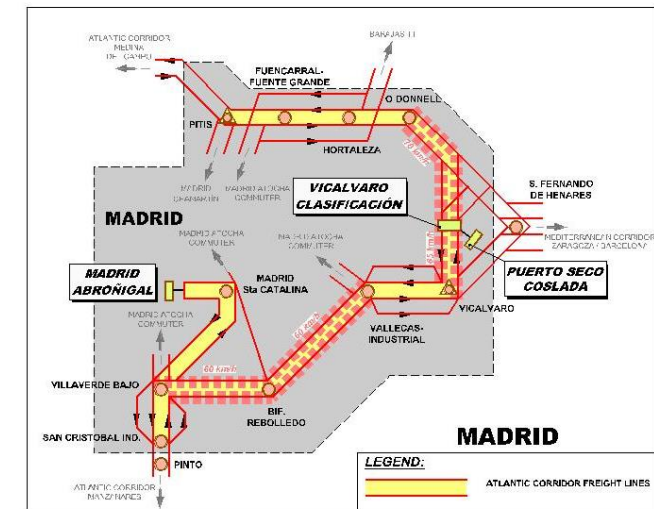 ATLANTIC CORRIDOR
MEDINA
DEL CAMPO
BARAJAS T4
FUENCARRAL-
FUENTE GRANDE
O DONNELL
PITIS
HORTALEZA
70 km/h
MADRID
CHAMARTÍN
MADRID ATOCHA
COMMUTER
VICALVARO
CLASIFICACIÓN
S. FERNANDO
DE HENARES
MADRID
MADRID ATOCHA
COMMUTER
MADRID ATOCHA
COMMUTER
MEDITERRANEAN CORRIDOR
ZARAGOZA / BARCELONA
MADRID
ABROÑIGAL
MADRID
Sta CATALINA
PUERTO SECO
COSLADA
VICALVARO
VALLECAS-
INDUSTRIAL
MADRID ATOCHA
COMMUTER
VILLAVERDE BAJO
60 km/h
BIF.
REBOLLEDO
SAN CRISTOBAL IND.
PINTO
MADRID
ATLANTIC CORRIDOR
MANZANARES
LEGEND:
ATLANTIC CORRIDOR FREIGHT LINES